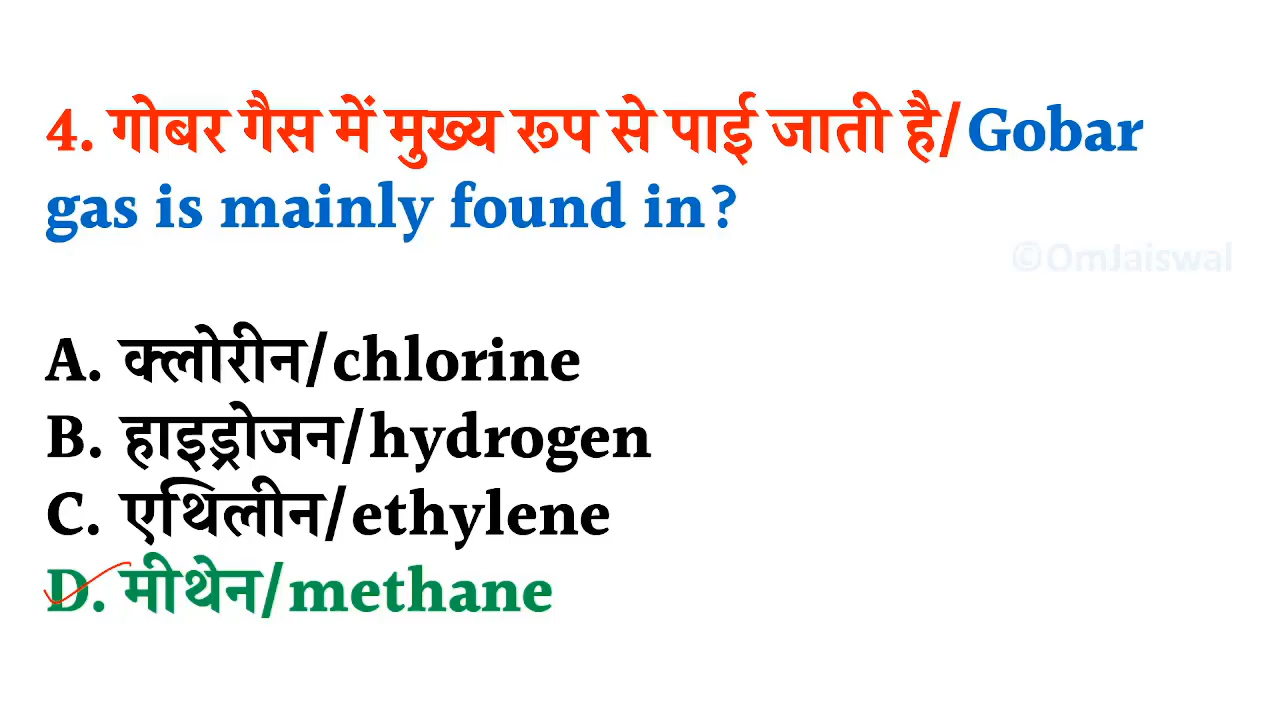 4. गोबर गैस में मुख्य रूप से पाई जाती है/Gobar
gas is mainly found in?
©OmJaiswal
A. क्लोरीन/chlorine
B. हाइड्रोजन/hydrogen
C. एथिलीन/ethylene
D. मीथेन/methane